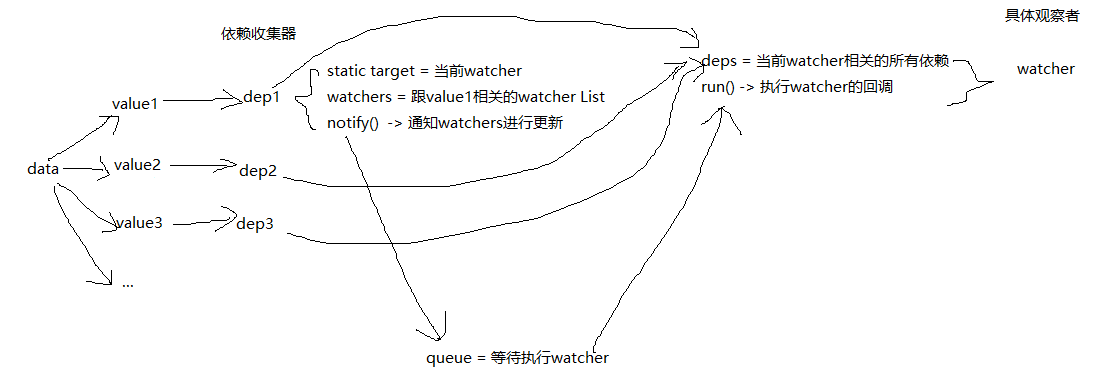 具体观察者
依赖收集器
deps = 当前watcher相关的所有依赖
watcher
static target = 当前watcher
run() -> 执行watcher的回调
value1
dep1
watchers = 跟value1相关的watcher List
notify()  -> 通知watchers进行更新
data
value2
dep2
value3
dep3
...
queue = 等待执行watcher